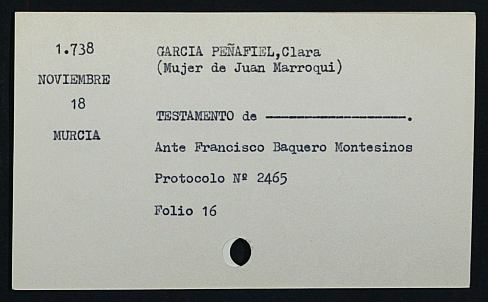 1.738
NOVIEMBRE
18
MURCIA
GARCIA PEÑAFIEL,Clara
(Mujer de Juan Marroqui)
TESTAMENTO de ------------------.
Ante Francisco Baquero Montesinos
Protocolo Nº 2465
Folio 16